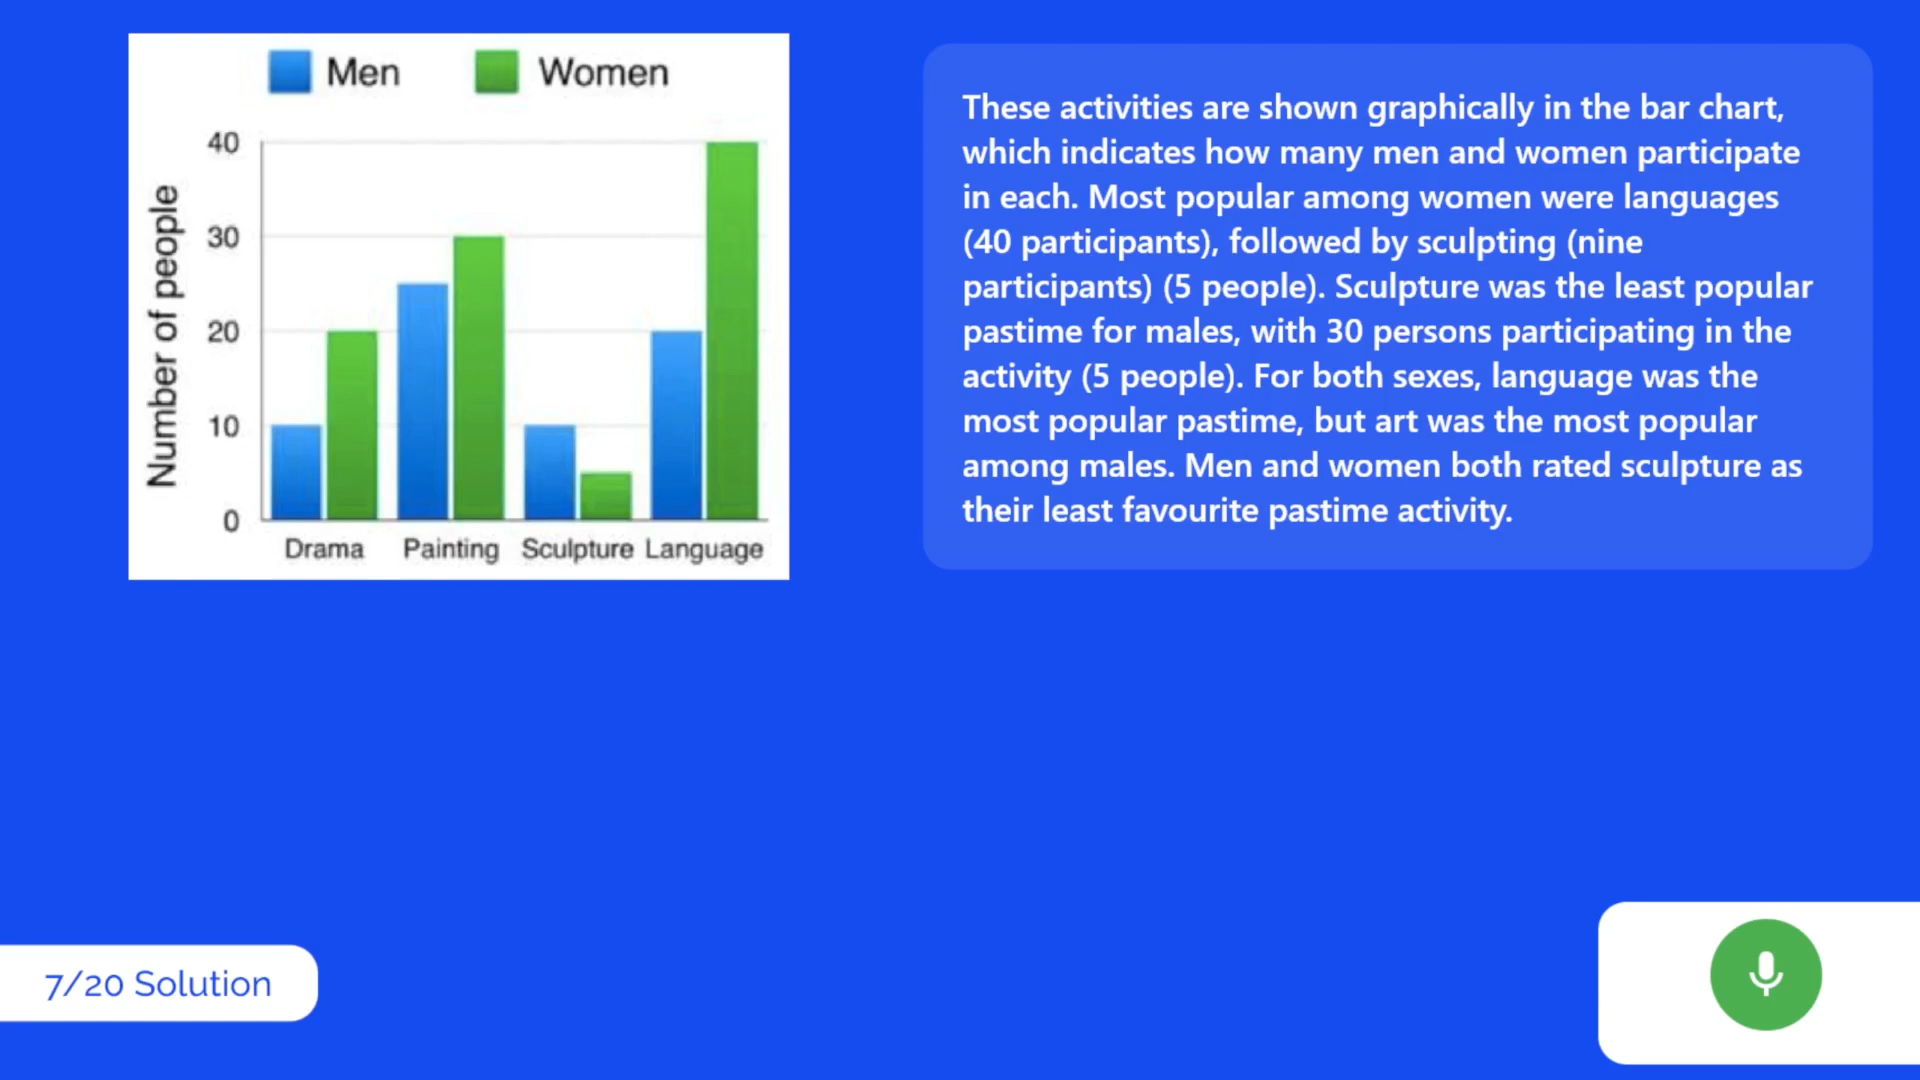 Men
Women
Number of people
40
30
20
10
0
Drama
Painting
Sculpture
Language
These activities are shown graphically in the bar chart,
which indicates how many men and women participate
in each. Most popular among women were languages
(40 participants), followed by sculpting (nine
participants) (5 people). Sculpture was the least popular
pastime for males, with 30 persons participating in the
activity (5 people). For both sexes, language was the
most popular pastime, but art was the most popular
among males. Men and women both rated sculpture as
their least favourite pastime activity.
7/20 Solution